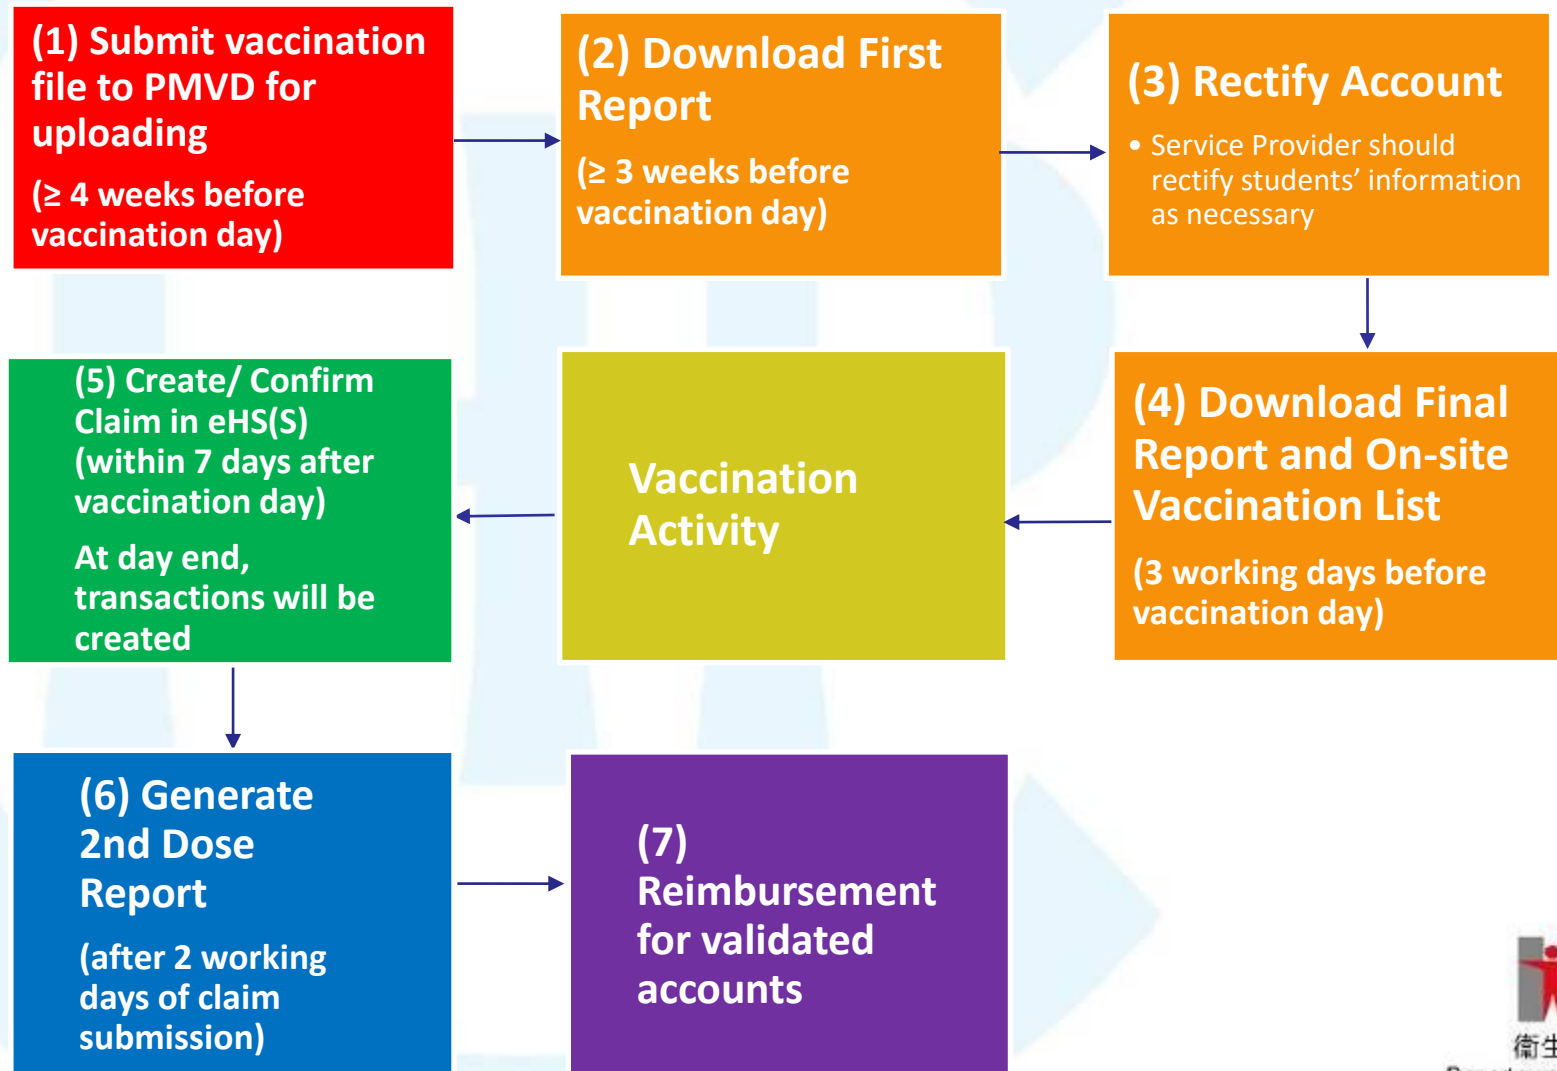 (1) Submit vaccination
file to PMVD for
uploading
(≥ 4 weeks before
vaccination day)
(2) Download First
Report
(≥ 3 weeks before
vaccination day)
(3) Rectify Account
• Service Provider should
rectify students’ information
as necessary
(4) Download Final
Report and On-site
Vaccination List
(3 working days before
vaccination day)
Vaccination
Activity
(5) Create/ Confirm
Claim in eHS(S)
(within 7 days after
vaccination day)
At day end,
transactions will be
created
(6) Generate
2nd Dose
Report
(after 2 working
days of claim
submission)
(7)
Reimbursement
for validated
accounts
衞生